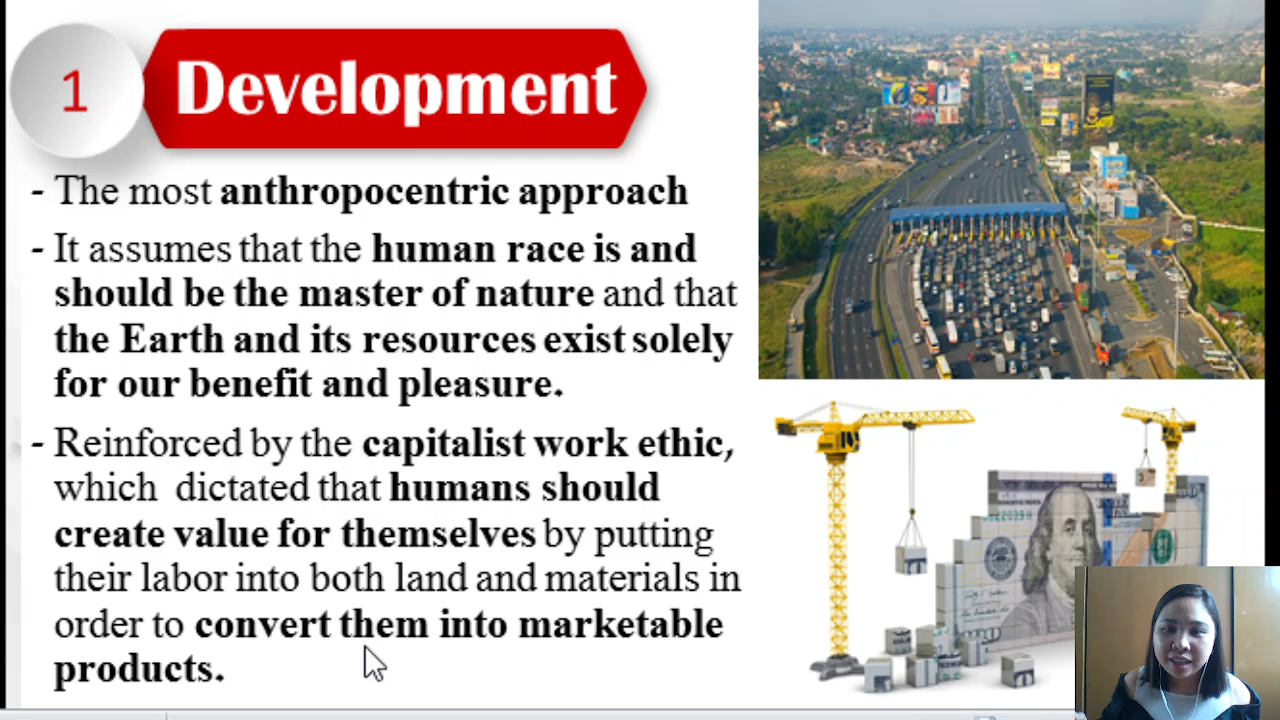 1
Development
- The most anthropocentric approach
- It assumes that the human race is and
should be the master of nature and that
the Earth and its resources exist solely
for our benefit and pleasure.
- Reinforced by the capitalist work ethic,
which dictated that humans should
create value for themselves by putting
their labor into both land and materials in
order to convert them into marketable
products.